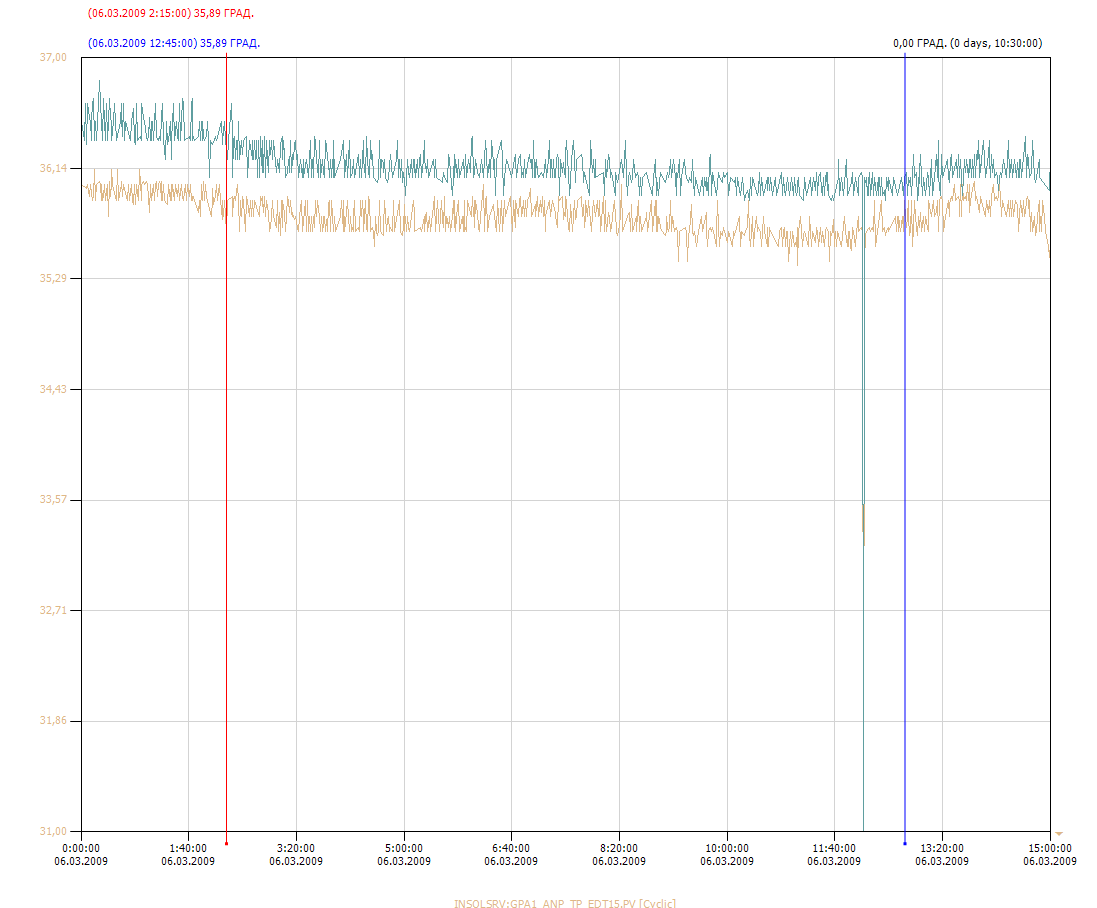 (06.03.2009 2:15:00) 35,89 ГРАД.
(06.03.2009 12:45:00) 35,89 ГРАД.
0,00 ГРАД. (0 days, 10:30:00)
37,00
36,14
35,29
34,43
33,57
32,71
31,86
31,00
0:00:00 1:40:00 3:20:00 5:00:00 6:40:00 8:20:00 10:00:00 11:40:00 13:20:00 15:00:00
06.03.2009 06.03.2009 06.03.2009 06.03.2009 06.03.2009 06.03.2009 06.03.2009 06.03.2009 06.03.2009 06.03.2009
INSQLSRV:GPA1_ANP_TP_EDT15.PV [Cyclic]